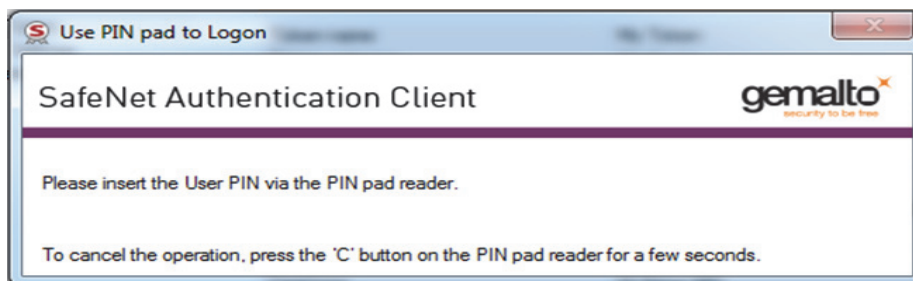 Use PIN pad to Logon
SafeNet Authentication Client
gemalto
security to be free
Please insert the User PIN via the PIN pad reader.
To cancel the operation, press the 'C' button on the PIN pad reader for a few seconds.